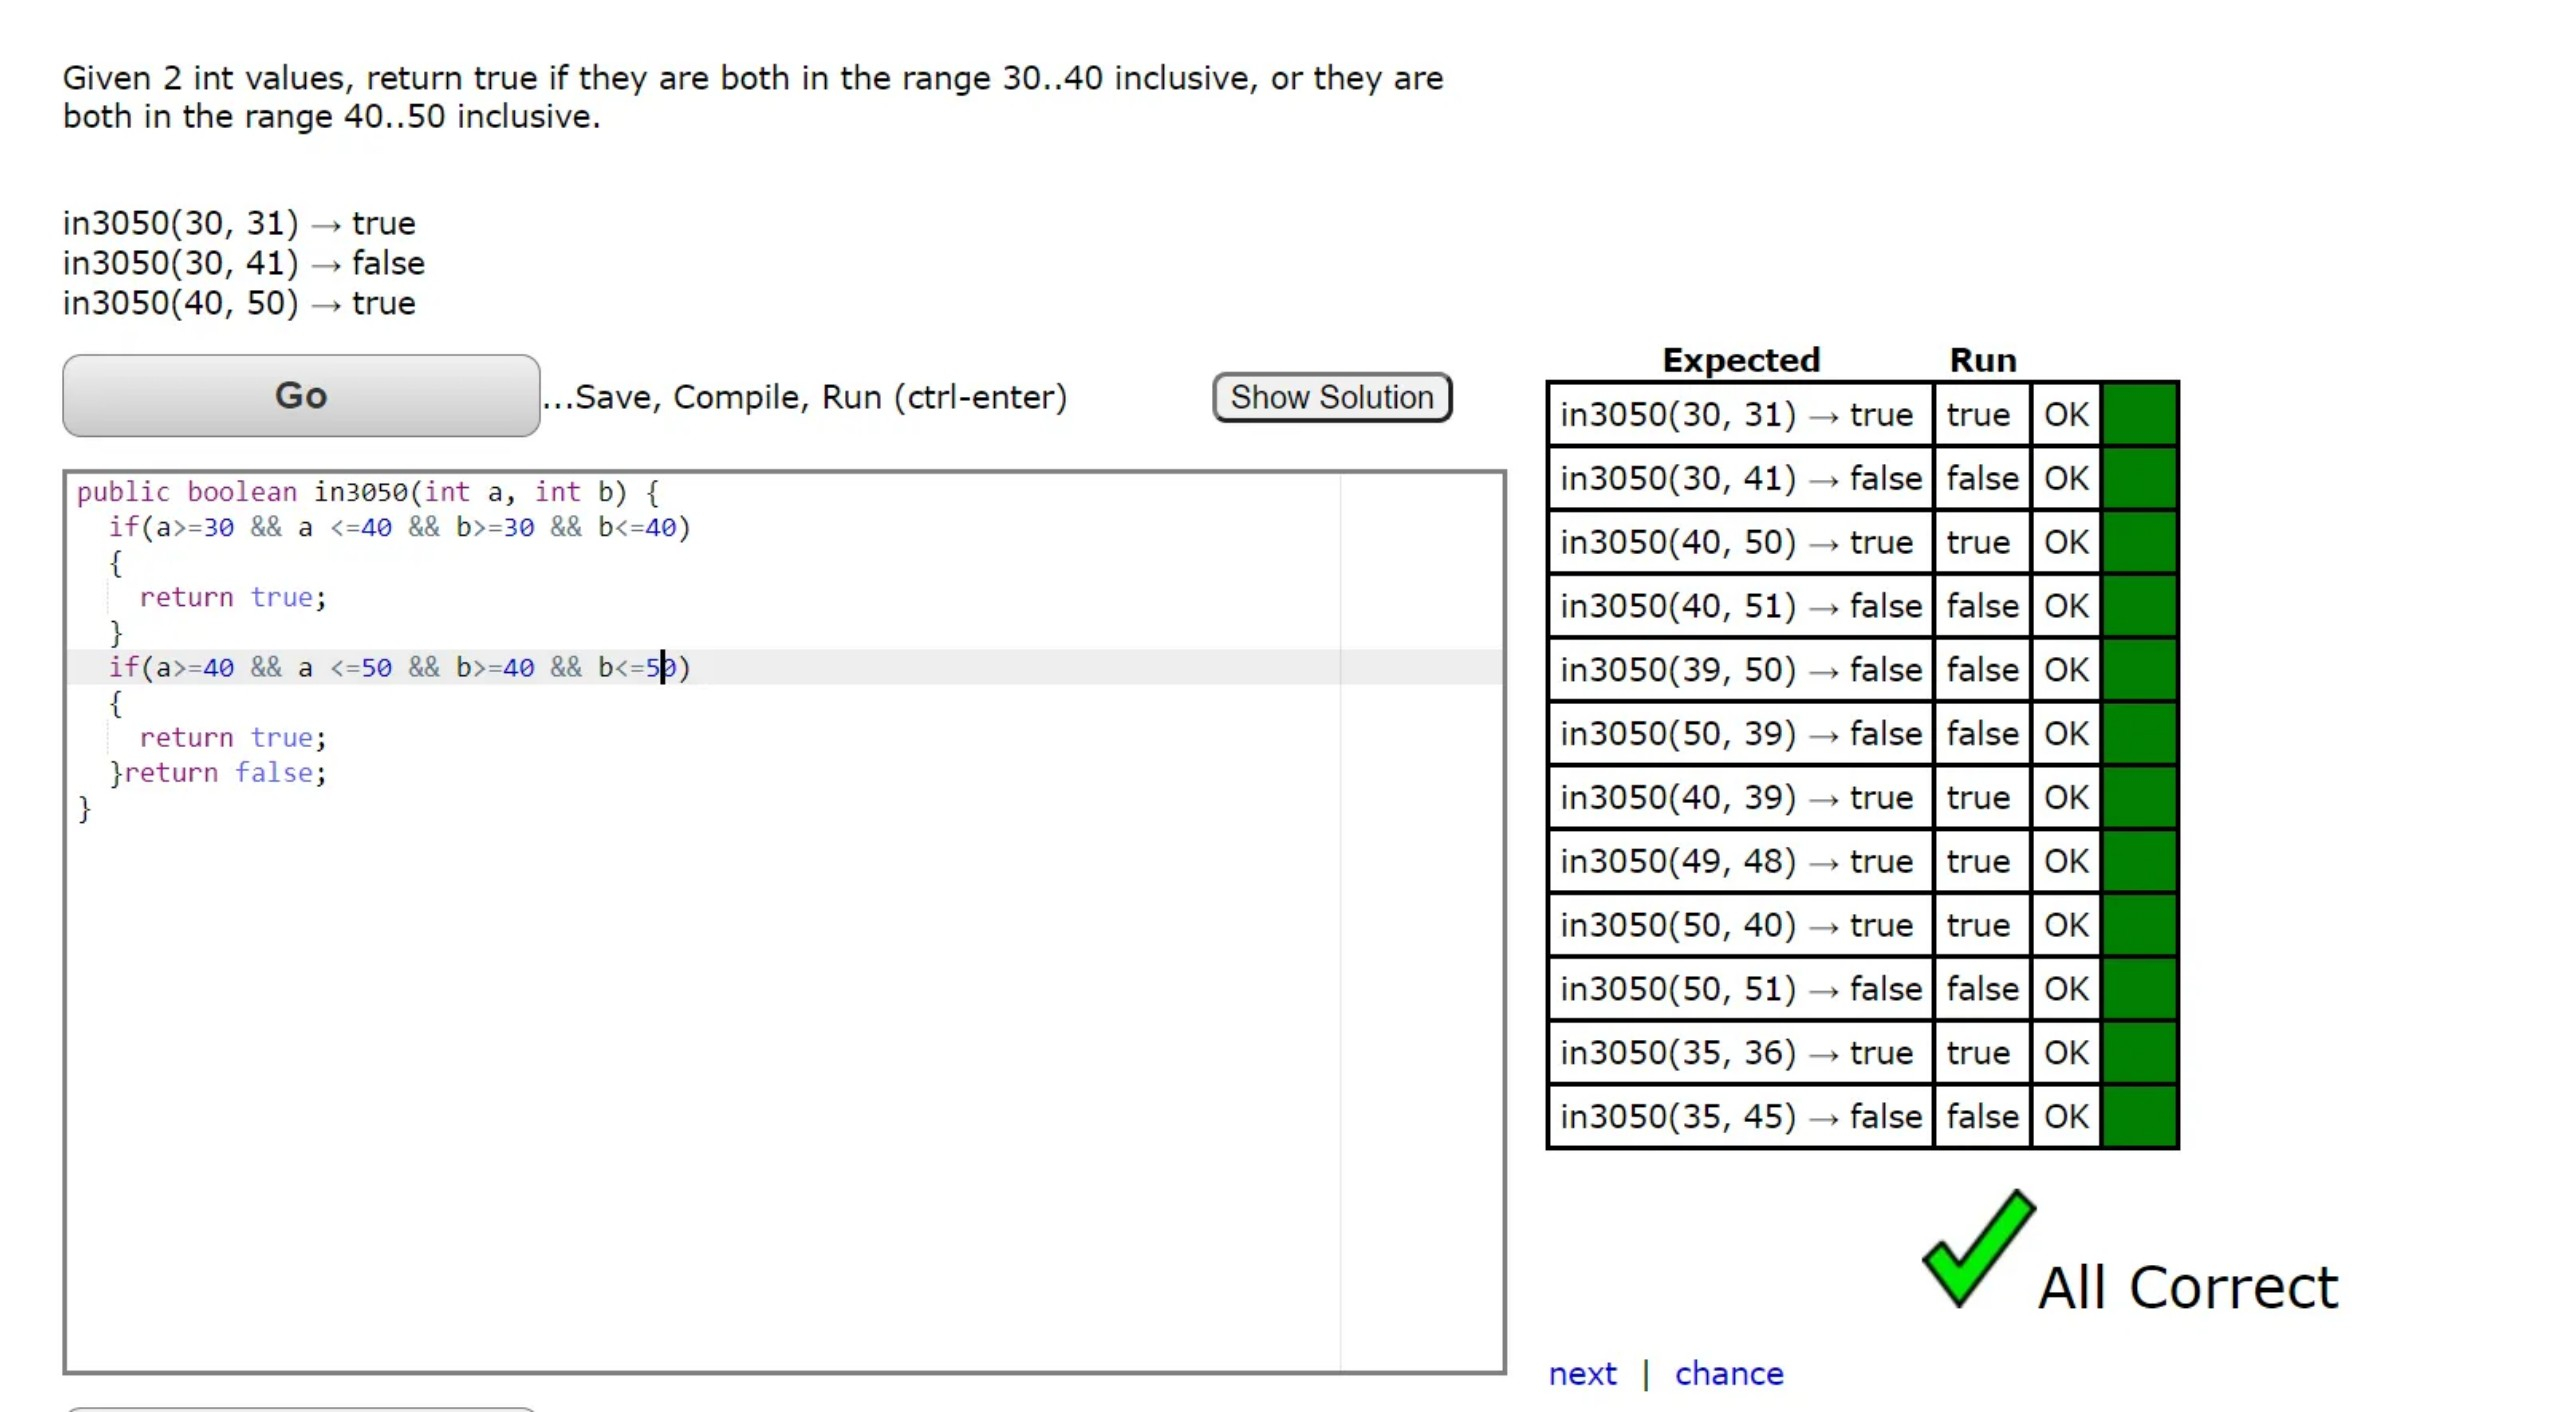 Given 2 int values, return true if they are both in the range 30..40 inclusive, or they are
both in the range 40..50 inclusive.
in3050(30, 31) → true
in3050(30, 41) → false
in3050(40, 50) → true
Go
...Save, Compile, Run (ctrl-enter)
Show Solution
public boolean in3050(int a, int b) {
  if(a>=30 && a <=40 && b>=30 && b<=40)
  {
    return true;
  }
  if(a>=40 && a <=50 && b>=40 && b<=50)
  {
    return true;
  }return false;
}
Expected Run
in3050(30, 31) → true true OK
in3050(30, 41) → false false OK
in3050(40, 50) → true true OK
in3050(40, 51) → false false OK
in3050(39, 50) → false false OK
in3050(50, 39) → false false OK
in3050(40, 39) → true true OK
in3050(49, 48) → true true OK
in3050(50, 40) → true true OK
in3050(50, 51) → false false OK
in3050(35, 36) → true true OK
in3050(35, 45) → false false OK
All Correct
next | chance